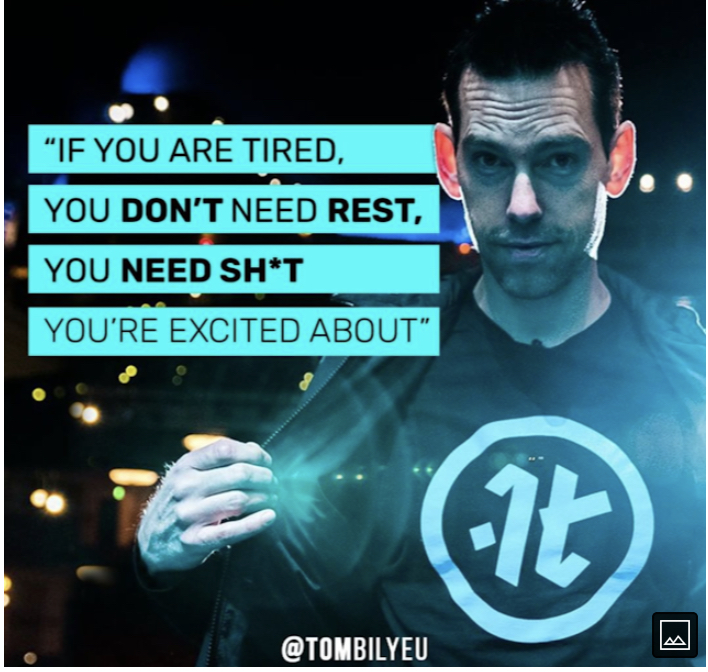 “IF YOU ARE TIRED,
YOU DON’T NEED REST,
YOU NEED SH*T
YOU’RE EXCITED ABOUT”
@TOMBILYEU